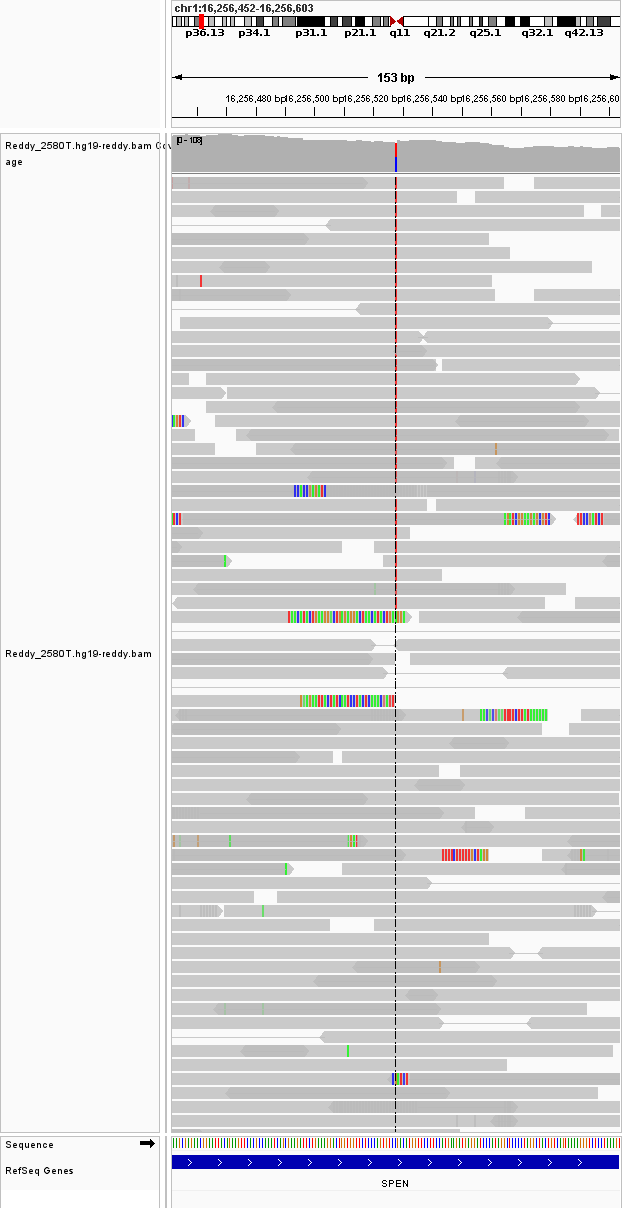 chr1:16,256,452-16,256,603
p36.13 p34.1 p31.1 p21.1 q11 q21.2 q25.1 q32.1 q42.13
153 bp
16,256,480 bp 16,256,500 bp 16,256,520 bp 16,256,540 bp 16,256,560 bp 16,256,580 bp 16,256,60
Reddy_2580T.hg19-reddy.bam Cov
age
[0 - 108]
Reddy_2580T.hg19-reddy.bam
Sequence
RefSeq Genes
SPEN